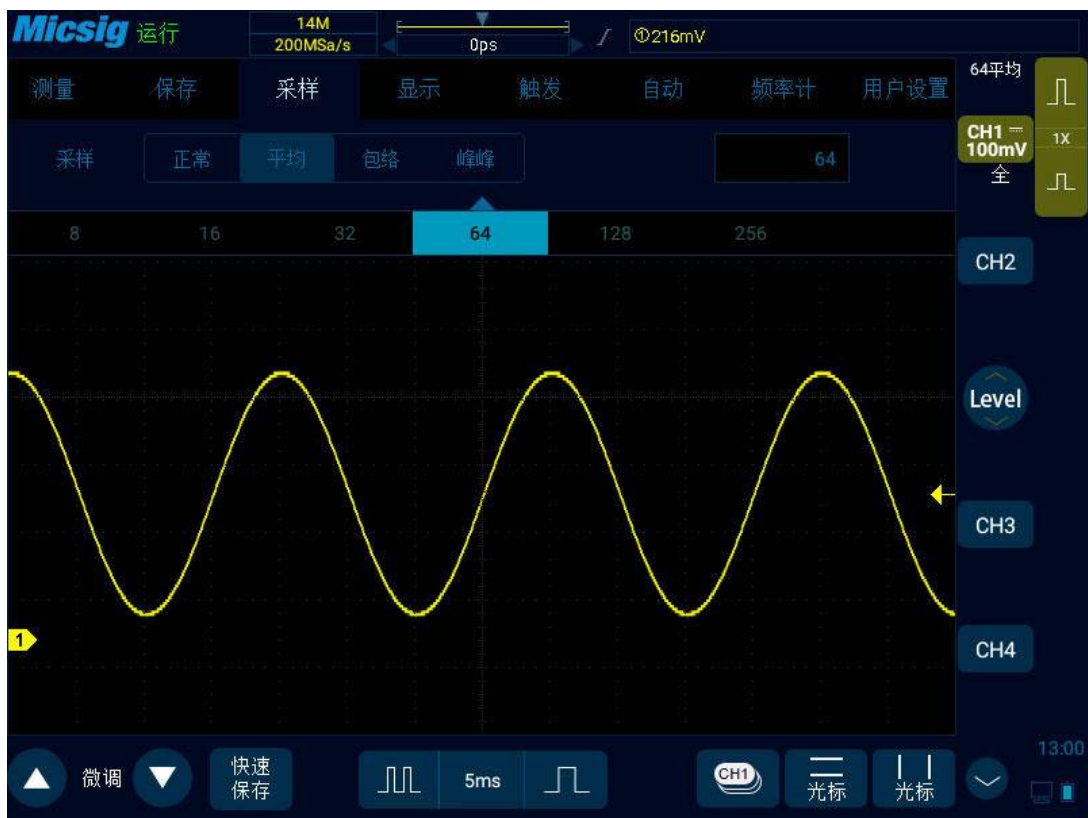 Micsig 运行 14M 0ps ①216mV
200MSa/s
测量 保存 采样 显示 触发 自动 频率计 用户设置 64平均
采样 正常 平均 包络 峰峰 64 CH1 1X
100mV
全
8 16 32 64 128 256
CH2
Level
CH3
1
CH4
微调 快速保存 5ms CH1 光标 光标 13:00